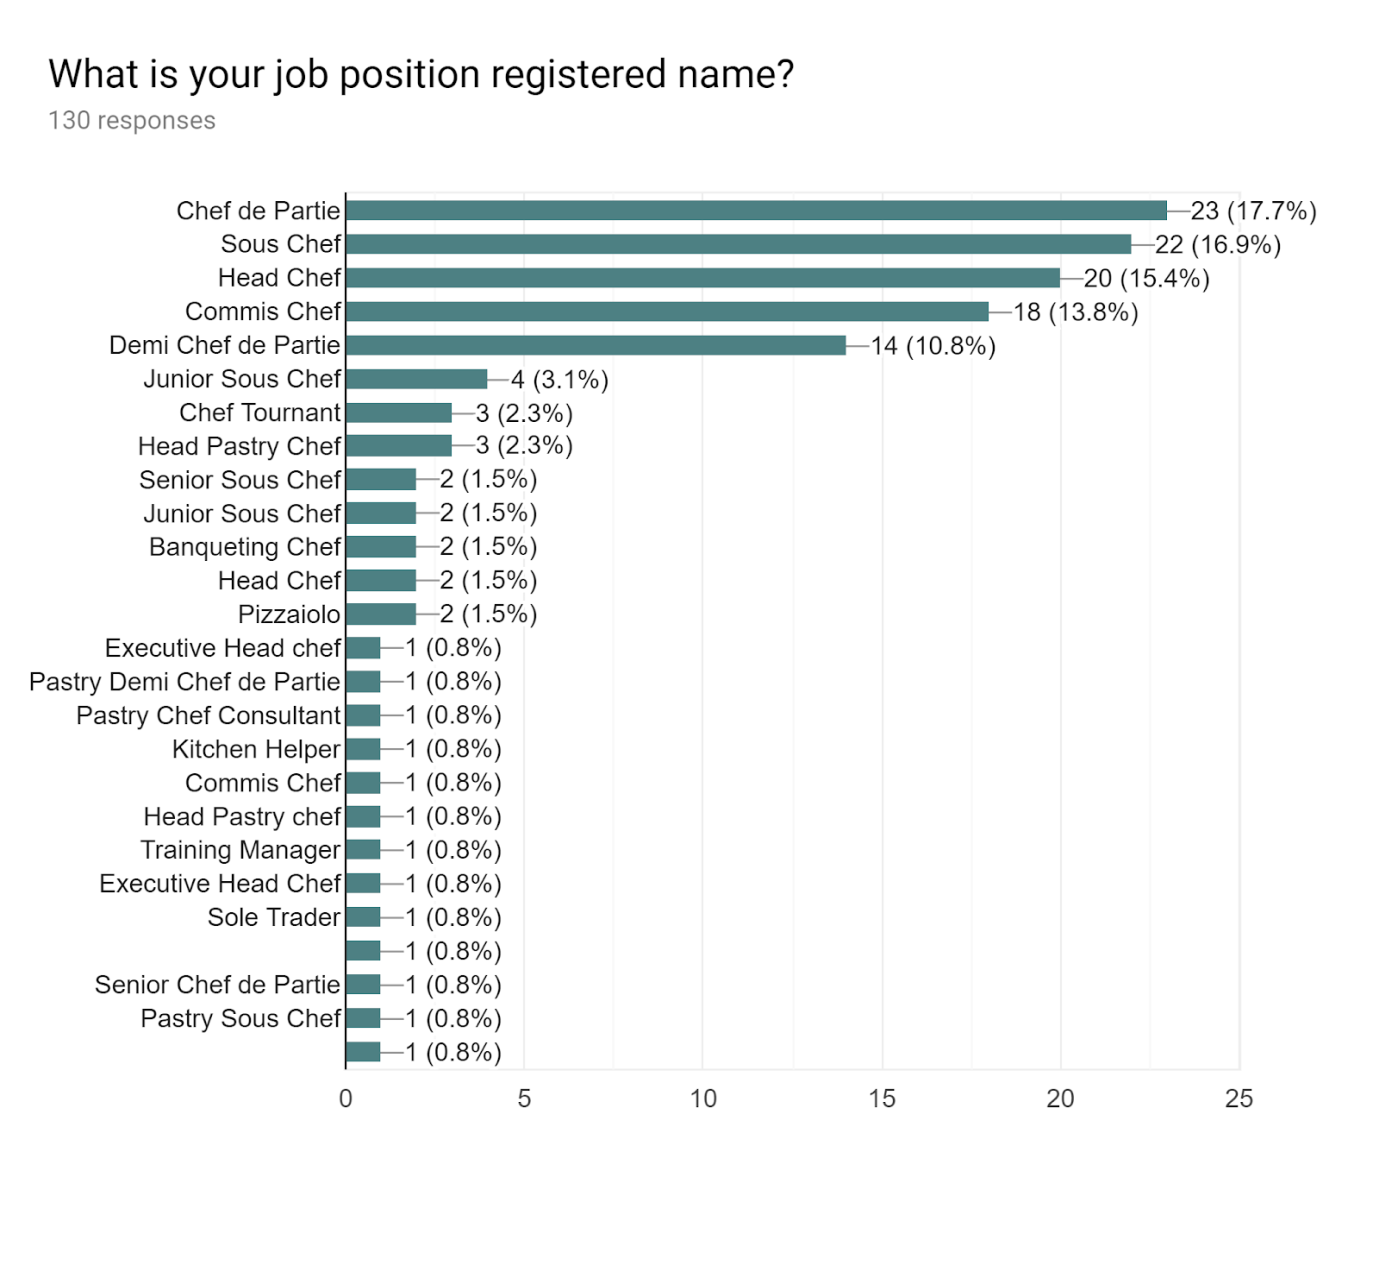 What is your job position registered name?
130 responses
Chef de Partie 23 (17.7%)
Sous Chef 22 (16.9%)
Head Chef 20 (15.4%)
Commis Chef 18 (13.8%)
Demi Chef de Partie 14 (10.8%)
Junior Sous Chef 4 (3.1%)
Chef Tournant 3 (2.3%)
Head Pastry Chef 3 (2.3%)
Senior Sous Chef 2 (1.5%)
Junior Sous Chef 2 (1.5%)
Banqueting Chef 2 (1.5%)
Head Chef 2 (1.5%)
Pizzaiolo 2 (1.5%)
Executive Head chef 1 (0.8%)
Pastry Demi Chef de Partie 1 (0.8%)
Pastry Chef Consultant 1 (0.8%)
Kitchen Helper 1 (0.8%)
Commis Chef 1 (0.8%)
Head Pastry chef 1 (0.8%)
Training Manager 1 (0.8%)
Executive Head Chef 1 (0.8%)
Sole Trader 1 (0.8%)
1 (0.8%)
Senior Chef de Partie 1 (0.8%)
Pastry Sous Chef 1 (0.8%)
1 (0.8%)
0 5 10 15 20 25